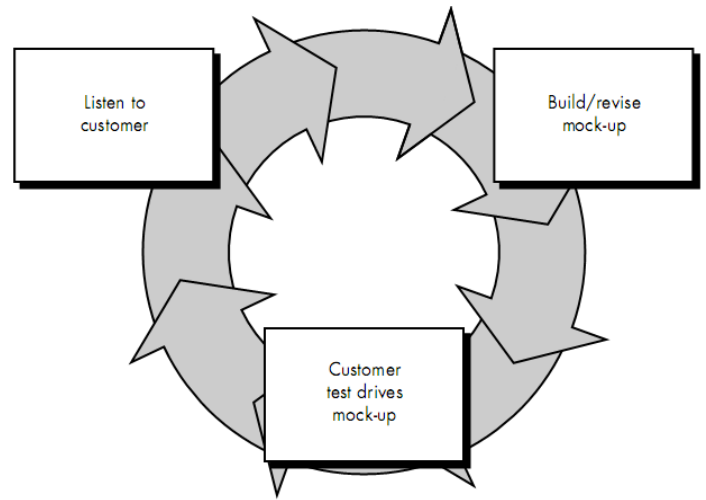 Listen to
customer
Build/revise
mock-up
Customer
test drives
mock-up